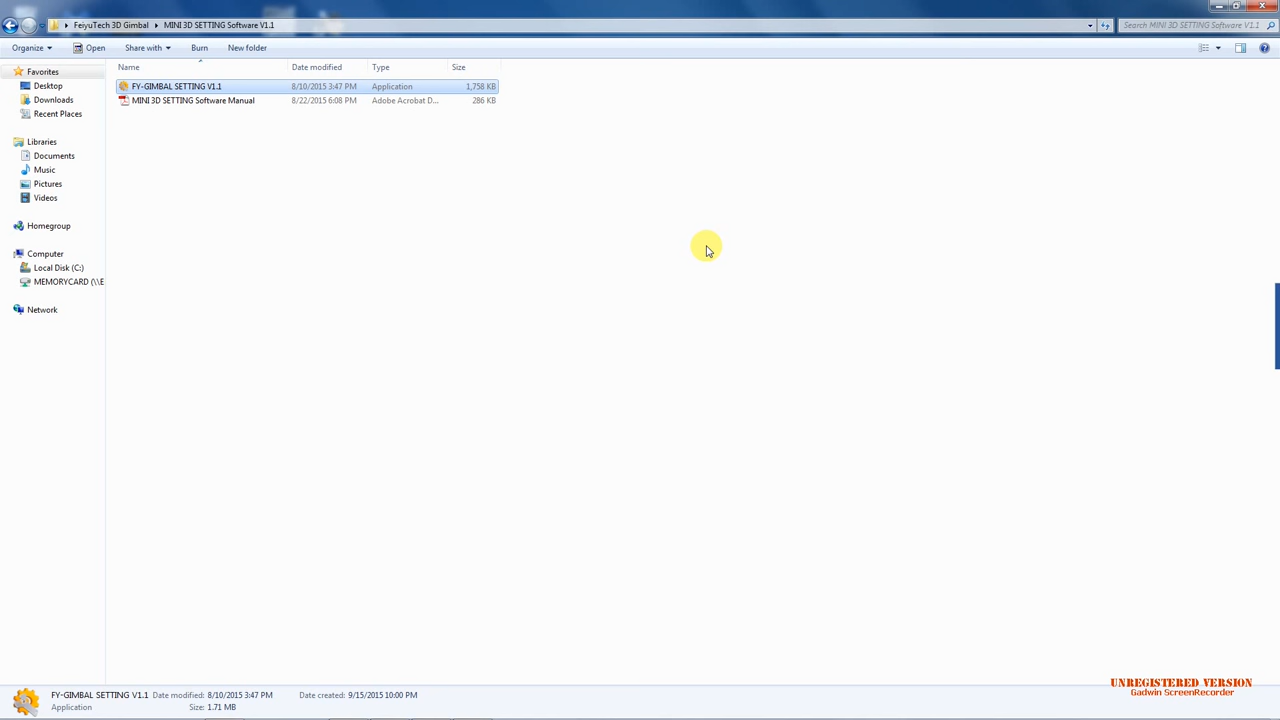 FeiyuTech 3D Gimbal MINI 3D SETTING Software V1.1 Search MINI 3D SETTING Software V1.1
Organize Open Share with Burn New folder
Name Date modified Type Size
Favorites
Desktop
Downloads
Recent Places
Libraries
Documents
Music
Pictures
Videos
Homegroup
Computer
Local Disk (C:)
MEMORYCARD (\\E
Network
FY-GIMBAL SETTING V1.1 8/10/2015 3:47 PM Application 1,758 KB
MINI 3D SETTING Software Manual 8/22/2015 6:08 PM Adobe Acrobat D... 286 KB
FY-GIMBAL SETTING V1.1 Date modified: 8/10/2015 3:47 PM Date created: 9/15/2015 10:00 PM
Application Size: 1.71 MB
UNREGISTERED VERSION
Gadwin ScreenRecorder